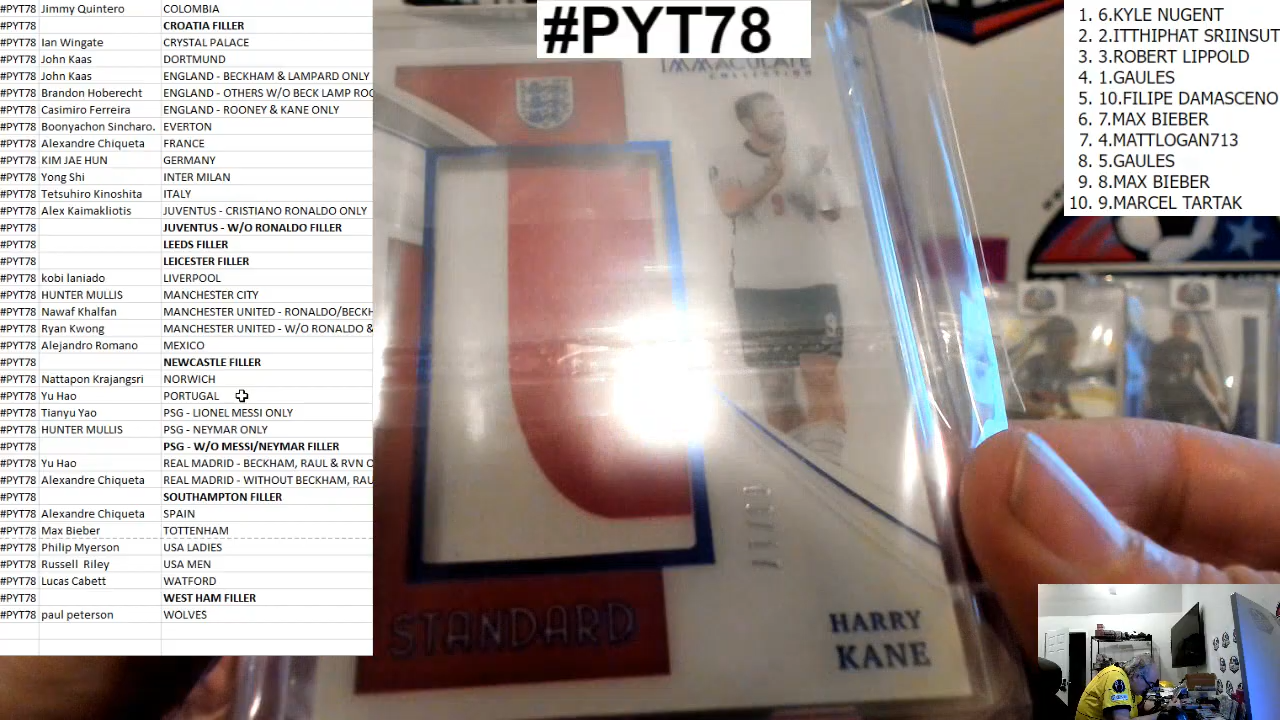 #PYT78 Jimmy Quintero COLOMBIA
#PYT78 CROATIA FILLER
#PYT78 Ian Wingate CRYSTAL PALACE
#PYT78 John Kaas DORTMUND
#PYT78 John Kaas ENGLAND - BECKHAM & LAMPARD ONLY
#PYT78 Brandon Hoberecht ENGLAND - OTHERS W/O BECK LAMP ROO
#PYT78 Casimiro Ferreira ENGLAND - ROONEY & KANE ONLY
#PYT78 Boonyachon Sincharo. EVERTON
#PYT78 Alexandre Chiqueta FRANCE
#PYT78 KIM JAE HUN GERMANY
#PYT78 Yong Shi INTER MILAN
#PYT78 Tetsuhiro Kinoshita ITALY
#PYT78 Alex Kaimakliotis JUVENTUS - CRISTIANO RONALDO ONLY
#PYT78 JUVENTUS - W/O RONALDO FILLER
#PYT78 LEEDS FILLER
#PYT78 LEICESTER FILLER
#PYT78 kobi laniado LIVERPOOL
#PYT78 HUNTER MULLIS MANCHESTER CITY
#PYT78 Nawaf Khalfan MANCHESTER UNITED - RONALDO/BECKH
#PYT78 Ryan Kwong MANCHESTER UNITED - W/O RONALDO &
#PYT78 Alejandro Romano MEXICO
#PYT78 NEWCASTLE FILLER
#PYT78 Nattapon Krajangsri NORWICH
#PYT78 Yu Hao PORTUGAL
#PYT78 Tianyu Yao PSG - LIONEL MESSI ONLY
#PYT78 HUNTER MULLIS PSG - NEYMAR ONLY
#PYT78 PSG - W/O MESSI/NEYMAR FILLER
#PYT78 Yu Hao REAL MADRID - BECKHAM, RAUL & RVN O
#PYT78 Alexandre Chiqueta REAL MADRID - WITHOUT BECKHAM, RAU
#PYT78 SOUTHAMPTON FILLER
#PYT78 Alexandre Chiqueta SPAIN
#PYT78 Max Bieber TOTTENHAM
#PYT78 Philip Myerson USA LADIES
#PYT78 Russell Riley USA MEN
#PYT78 Lucas Cabett WATFORD
#PYT78 WEST HAM FILLER
#PYT78 paul peterson WOLVES
#PYT78
IMMACULATE
COLLECTION
STANDARD
HARRY
KANE
1. 6.KYLE NUGENT
2. 2.ITTHIPHAT SRIINSUT
3. 3.ROBERT LIPPOLD
4. 1.GAULES
5. 10.FILIPE DAMASCENO
6. 7.MAX BIEBER
7. 4.MATTLOGAN713
8. 5.GAULES
9. 8.MAX BIEBER
10. 9.MARCEL TARTAK